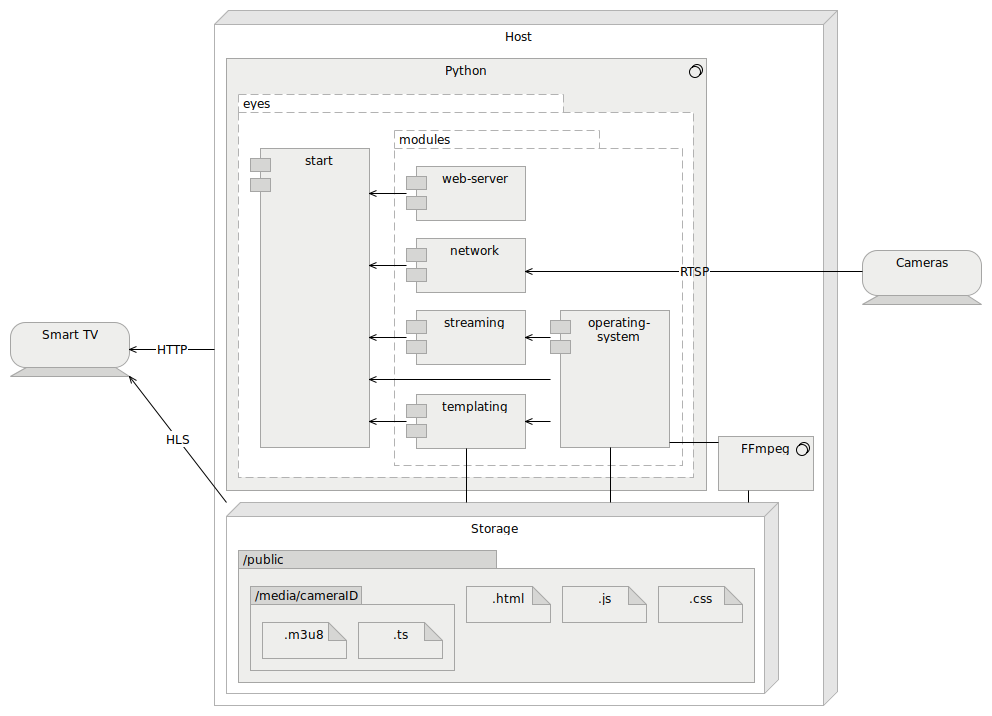 Host
Python
eyes
modules
start
web-server
network
RTSP
Cameras
streaming
operating-
system
Smart TV
HTTP
templating
HLS
FFmpeg
Storage
/public
/media/cameraID
.html
.js
.css
.m3u8
.ts